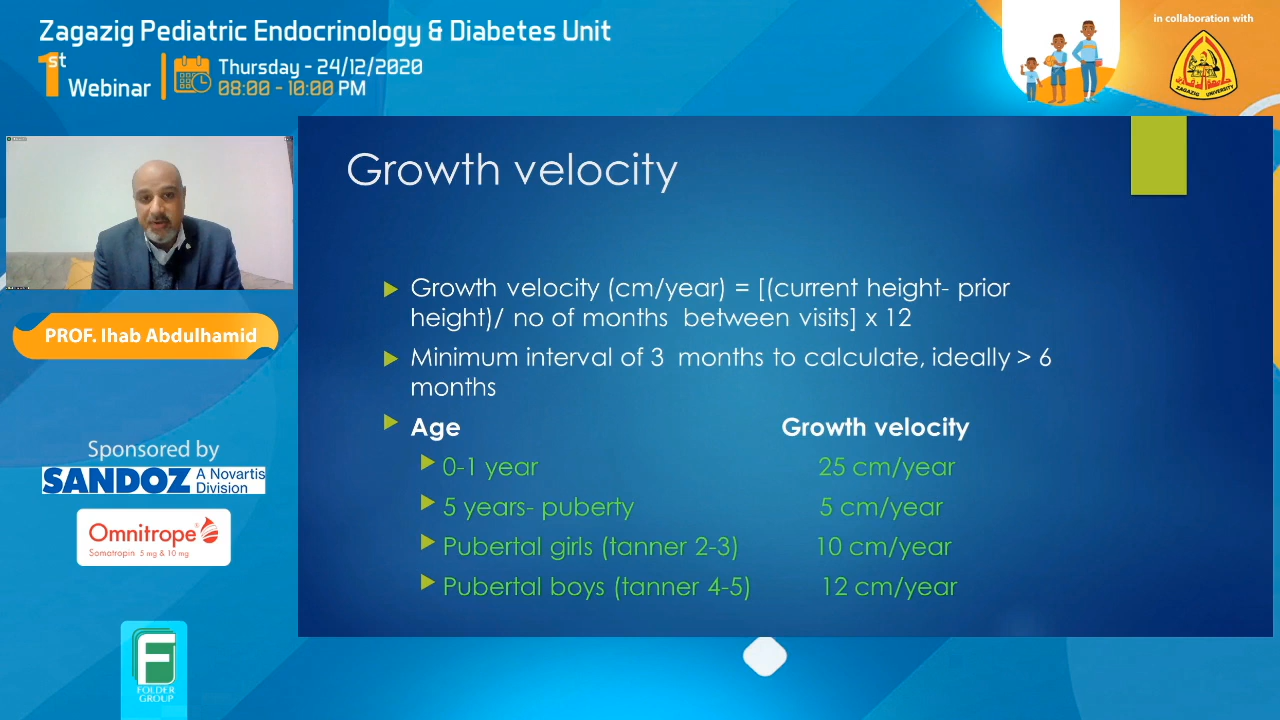 Zagazig Pediatric Endocrinology & Diabetes Unit
1st Webinar
Thursday - 24/12/2020
08:00 - 10:00 PM
in collaboration with
ZAGAZIG UNIVERSITY
PROF. Ihab Abdulhamid
Sponsored by
SANDOZ A Novartis
Division
Omnitrope®
Somatropin 5 mg & 10 mg
FOLDER
GROUP
Growth velocity
Growth velocity (cm/year) = [(current height- prior
height)/ no of months between visits] x 12
Minimum interval of 3 months to calculate, ideally > 6
months
Age Growth velocity
0-1 year 25 cm/year
5 years- puberty 5 cm/year
Pubertal girls (tanner 2-3) 10 cm/year
Pubertal boys (tanner 4-5) 12 cm/year